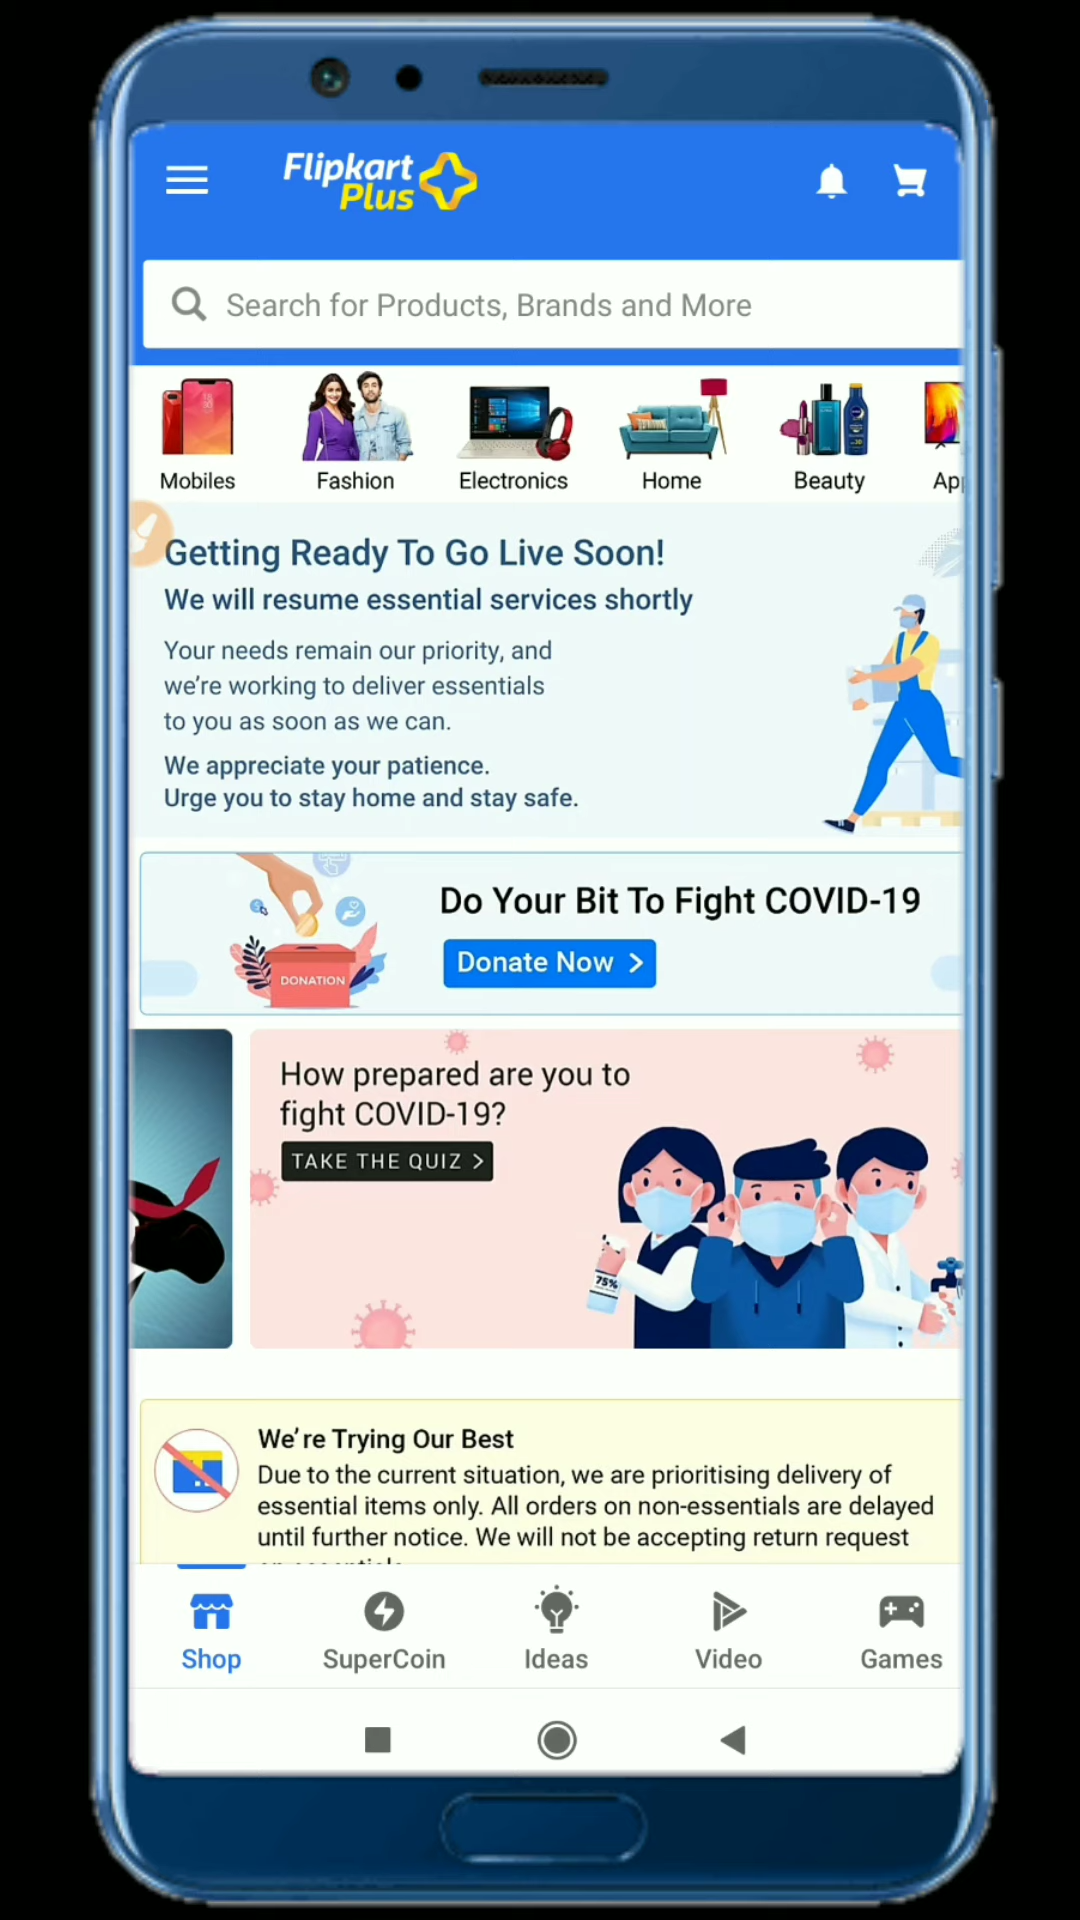 Flipkart
Plus
Search for Products, Brands and More
Mobiles
Fashion
Electronics
Home
Beauty
Getting Ready To Go Live Soon!
We will resume essential services shortly
Your needs remain our priority, and
we're working to deliver essentials
to you as soon as we can.
We appreciate your patience.
Urge you to stay home and stay safe.
Do Your Bit To Fight COVID-19
Donate Now >
DONATION
How prepared are you to
fight COVID-19?
TAKE THE QUIZ >
75%
We're Trying Our Best
Due to the current situation, we are prioritising delivery of
essential items only. All orders on non-essentials are delayed
until further notice. We will not be accepting return request
Shop
SuperCoin
Ideas
Video
Games